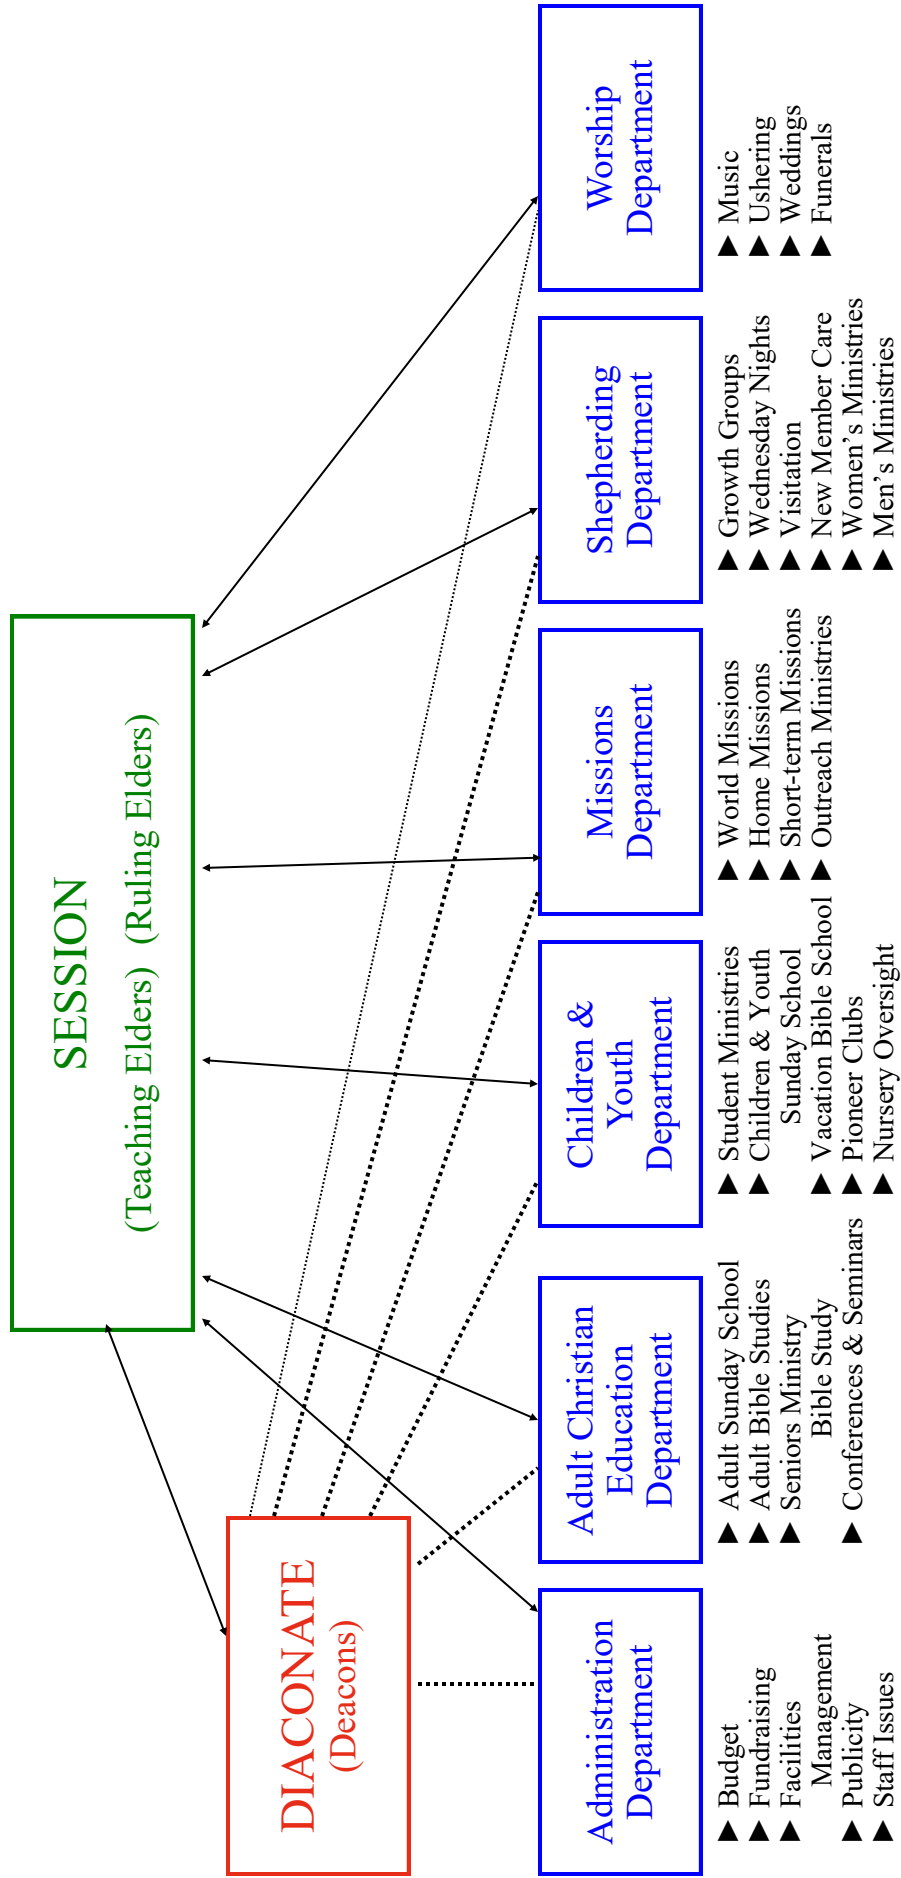 SESSION
(Teaching Elders) (Ruling Elders)
DIACONATE
(Deacons)
Administration
Department
▶ Budget
▶ Fundraising
▶ Facilities
Management
▶ Publicity
▶ Staff Issues
Adult Christian
Education
Department
▶ Adult Sunday School
▶ Adult Bible Studies
▶ Seniors Ministry
Bible Study
▶ Conferences & Seminars
Children &
Youth
Department
▶ Student Ministries
▶ Children & Youth
Sunday School
▶ Vacation Bible School
▶ Pioneer Clubs
▶ Nursery Oversight
Missions
Department
▶ World Missions
▶ Home Missions
▶ Short-term Missions
▶ Outreach Ministries
Shepherding
Department
▶ Growth Groups
▶ Wednesday Nights
▶ Visitation
▶ New Member Care
▶ Women’s Ministries
▶ Men’s Ministries
Worship
Department
▶ Music
▶ Ushering
▶ Weddings
▶ Funerals